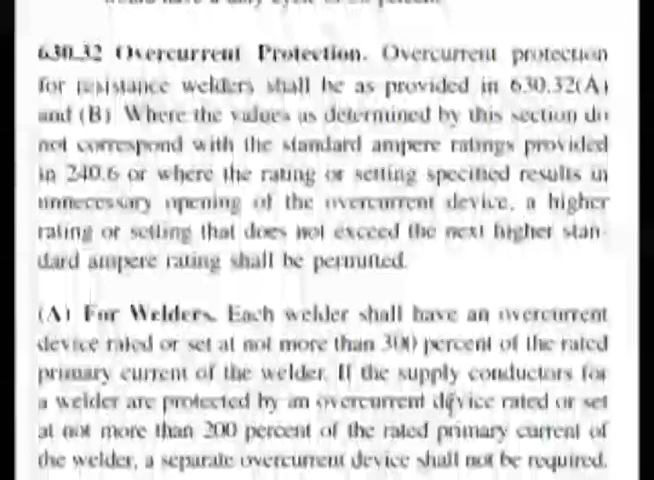 630.32 Overcurrent Protection. Overcurrent protection
for resistance welders shall be as provided in 630.32(A)
and (B). Where the values as determined by this section do
not correspond with the standard ampere ratings provided
in 240.6 or where the rating or setting specified results in
unnecessary opening of the overcurrent device, a higher
rating or setting that does not exceed the next higher stan-
dard ampere rating shall be permitted.
(A) For Welders. Each welder shall have an overcurrent
device rated or set at not more than 300 percent of the rated
primary current of the welder. If the supply conductors for
a welder are protected by an overcurrent device rated or set
at not more than 200 percent of the rated primary current of
the welder, a separate overcurrent device shall not be required.